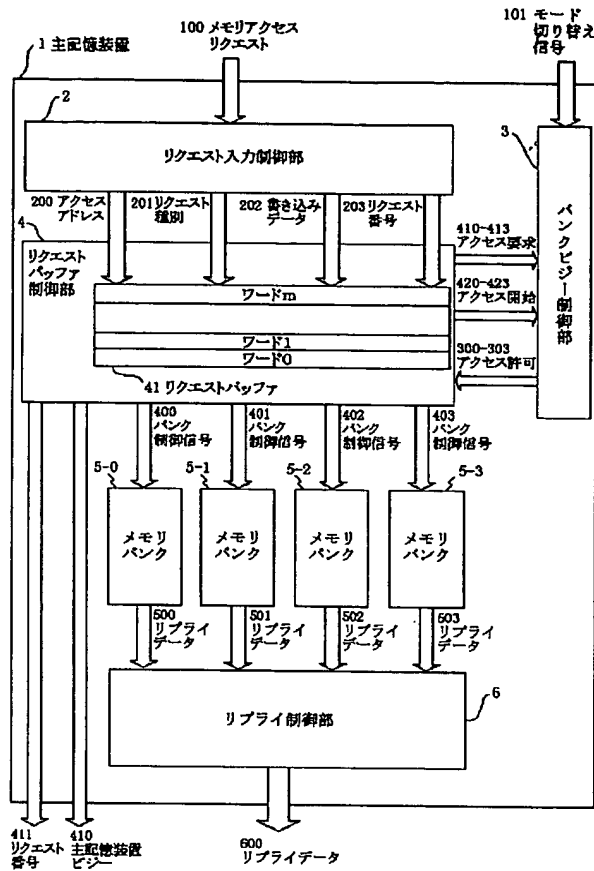 100 メモリアクセス
リクエスト
101 モード
切り替え
信号
1 主記憶装置
2
リクエスト入力制御部
3
バンクビジー制御部
200 アクセス
アドレス
201 リクエスト
種別
202 書き込み
データ
203 リクエスト
番号
4
リクエスト
バッファ
制御部
ワードm
ワード1
ワード0
41 リクエストバッファ
410-413
アクセス要求
420-423
アクセス開始
300-303
アクセス許可
400
バンク
制御信号
401
バンク
制御信号
402
バンク
制御信号
403
バンク
制御信号
5-0
メモリ
バンク
5-1
メモリ
バンク
5-2
メモリ
バンク
5-3
メモリ
バンク
500
リプライ
データ
501
リプライ
データ
502
リプライ
データ
503
リプライ
データ
リプライ制御部
6
411
リクエスト
番号
410
主記憶装置
ビジー
600
リプライデータ